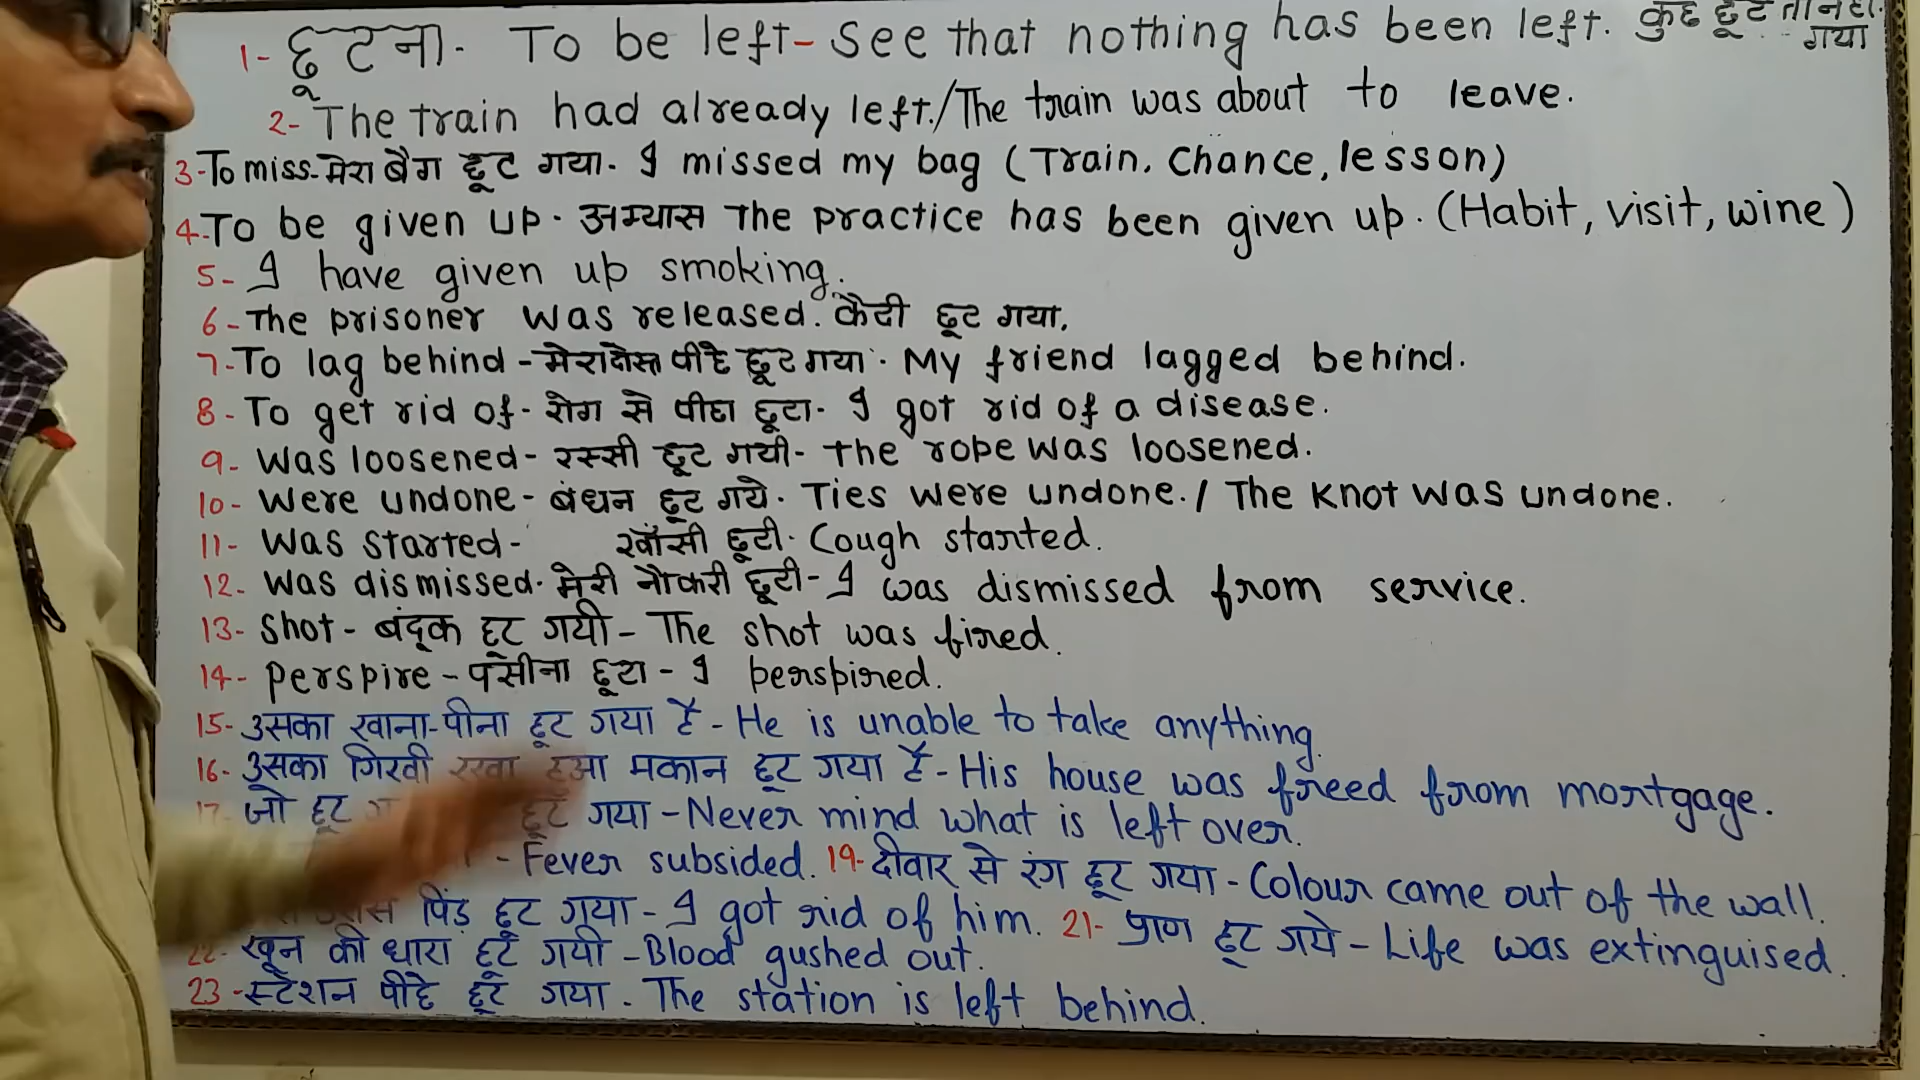 1- छूटना. To be left- See that nothing has been left. कुछ छूट तो नहीं गया
2- The train had already left./The train was about to leave.
3-To miss-मेरा बैग छूट गया. I missed my bag (Train, Chance, lesson)
4-To be given up. अभ्यास The practice has been given up. (Habit, visit, wine)
5- I have given up smoking.
6-The prisoner was released. कैदी छूट गया.
7-To lag behind - मेरा दोस्त पीछे छूट गया. My friend lagged behind.
8-To get rid of- रोग से पीछा छूटा- I got rid of a disease.
9- Was loosened- रस्सी छूट गयी- The rope was loosened.
10- Were undone- बंधन छूट गये. Ties were undone./ The knot was undone.
11- Was started- खाँसी छूटी. Cough started.
12. Was dismissed. मेरी नौकरी छूटी- I was dismissed from service.
13- Shot- बंदूक छूट गयी- The shot was fired.
14- Perspire- पसीना छूटा- I perspired.
15- उसका खाना-पीना छूट गया है- He is unable to take anything.
16- उसका गिरवी रखा हुआ मकान छूट गया है- His house was freed from mortgage.
17- जो छूट छूट गया-Never mind what is left over.
- Fever subsided. 19- दीवार से रंग छूट गया- Colour came out of the wall.
पिंड छूट गया- I got rid of him. 21- प्राण छूट गये- Life was extinguised.
22- खून की धारा छूट गयी -Blood gushed out.
23-स्टेशन पीछे छूट गया. The station is left behind.